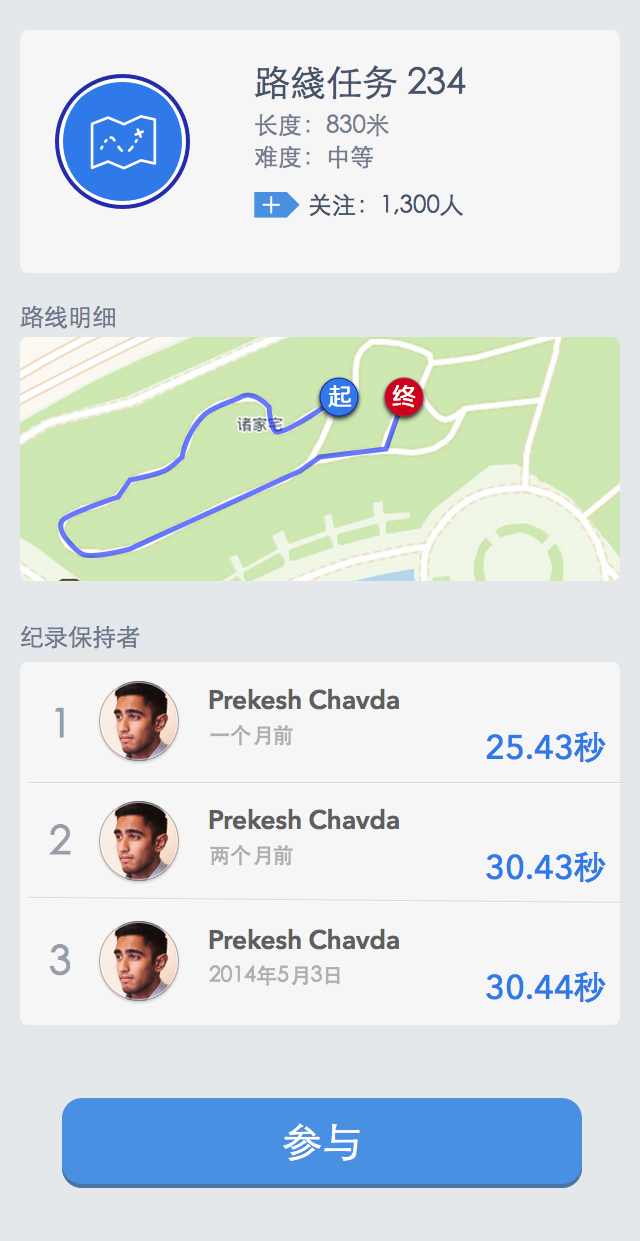 路綫任务 234
长度：830米
难度：中等
关注：1,300人
路线明细
起
终
诸家宅
纪录保持者
1
Prekesh Chavda
一个月前
25.43秒
2
Prekesh Chavda
两个月前
30.43秒
3
Prekesh Chavda
2014年5月3日
30.44秒
参与